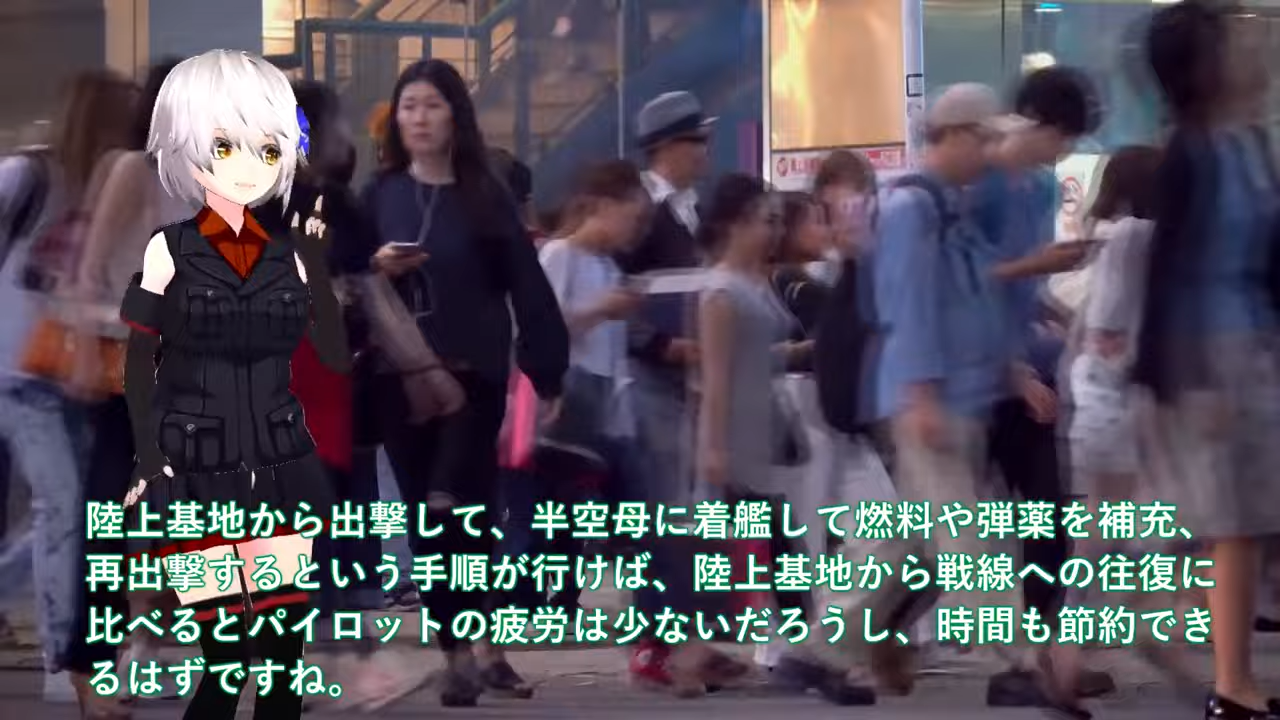 陸上基地から出撃して、半空母に着艦して燃料や弾薬を補充、
再出撃するという手順が行けば、陸上基地から戦線への往復に
比べるとパイロットの疲労は少ないだろうし、時間も節約でき
るはずですね。